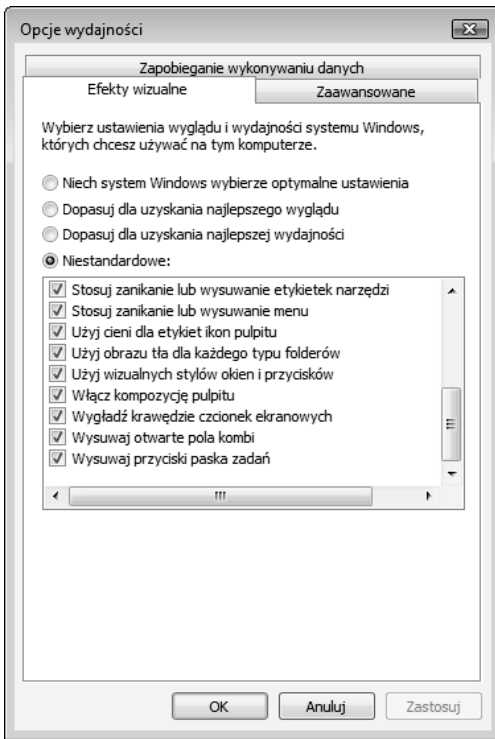 Opcje wydajności
Zapobieganie wykonywaniu danych
Efekty wizualne
Zaawansowane
Wybierz ustawienia wyglądu i wydajności systemu Windows,
których chcesz używać na tym komputerze.
Niech system Windows wybierze optymalne ustawienia
Dopasuj dla uzyskania najlepszego wyglądu
Dopasuj dla uzyskania najlepszej wydajności
Niestandardowe:
Stosuj zanikanie lub wysuwanie etykietek narzędzi
Stosuj zanikanie lub wysuwanie menu
Użyj cieni dla etykiet ikon pulpitu
Użyj obrazu tła dla każdego typu folderów
Użyj wizualnych stylów okien i przycisków
Włącz kompozycję pulpitu
Wygładź krawędzie czcionek ekranowych
Wysuwaj otwarte pola kombi
Wysuwaj przyciski paska zadań
OK
Anuluj
Zastosuj